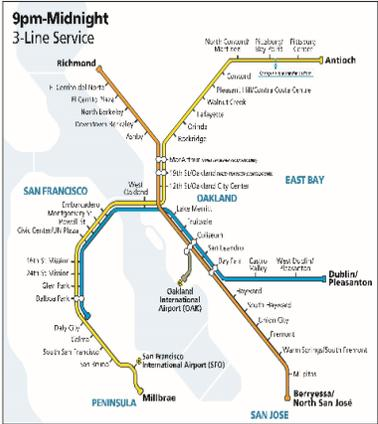 9pm-Midnight
3-Line Service
North Concord/
Martinez
Pittsburg/
Bay Point
Pittsburg
Center
Antioch
Richmond
El Cerrito del Norte
El Cerrito Plaza
North Berkeley
Downtown Berkeley
Ashby
Concord
Pleasant Hill/Contra Costa Centre
Walnut Creek
Lafayette
Orinda
Rockridge
MacArthur
19th St/Oakland
12th St/Oakland City Center
EAST BAY
SAN FRANCISCO
West
Oakland
OAKLAND
Embarcadero
Montgomery St
Powell St
Civic Center/UN Plaza
Lake Merritt
Fruitvale
Coliseum
San Leandro
Bay Fair
Castro
Valley
West Dublin/
Pleasanton
Dublin/
Pleasanton
16th St Mission
24th St Mission
Glen Park
Balboa Park
Oakland
International
Airport (OAK)
Hayward
South Hayward
Union City
Fremont
Warm Springs/South Fremont
Milpitas
Daly City
Colma
South San Francisco
San Bruno
San Francisco
International Airport (SFO)
Millbrae
PENINSULA
Berryessa/
North San José
SAN JOSE